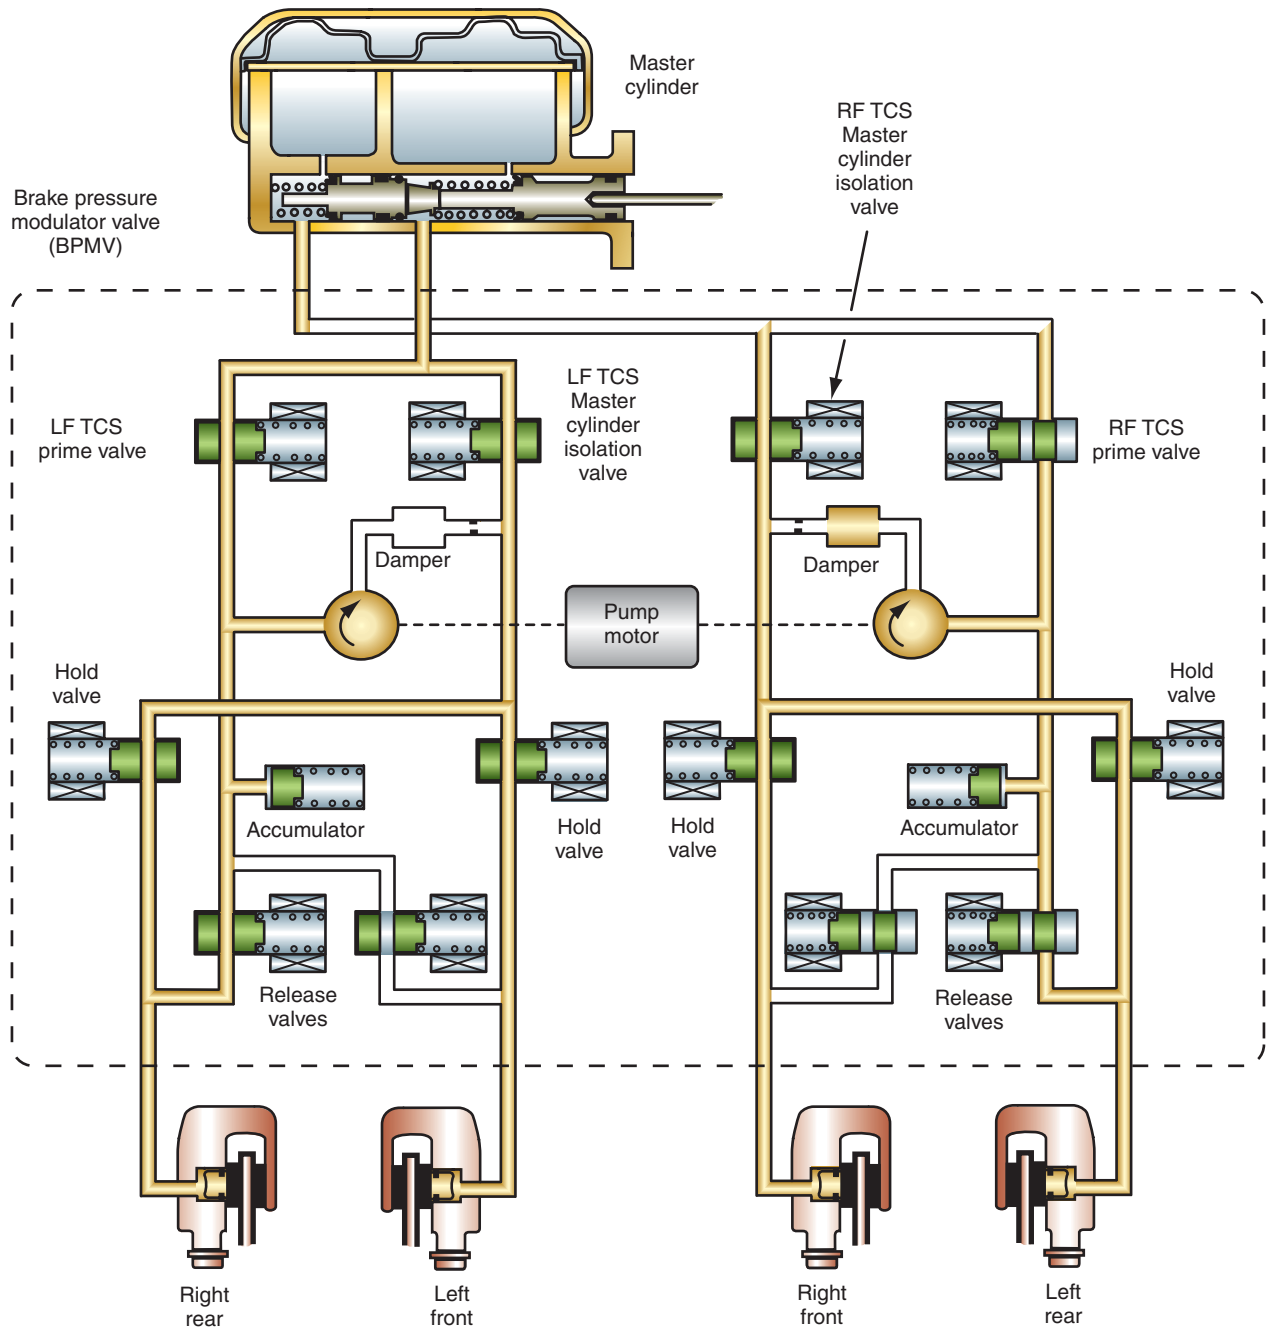 Master
cylinder
RF TCS
Master
cylinder
isolation
valve
Brake pressure
modulator valve
(BPMV)
LF TCS
prime valve
LF TCS
Master
cylinder
isolation
valve
RF TCS
prime valve
Damper
Damper
Pump
motor
Hold
valve
Hold
valve
Accumulator
Hold
valve
Hold
valve
Accumulator
Release
valves
Release
valves
Right
rear
Left
front
Right
front
Left
rear